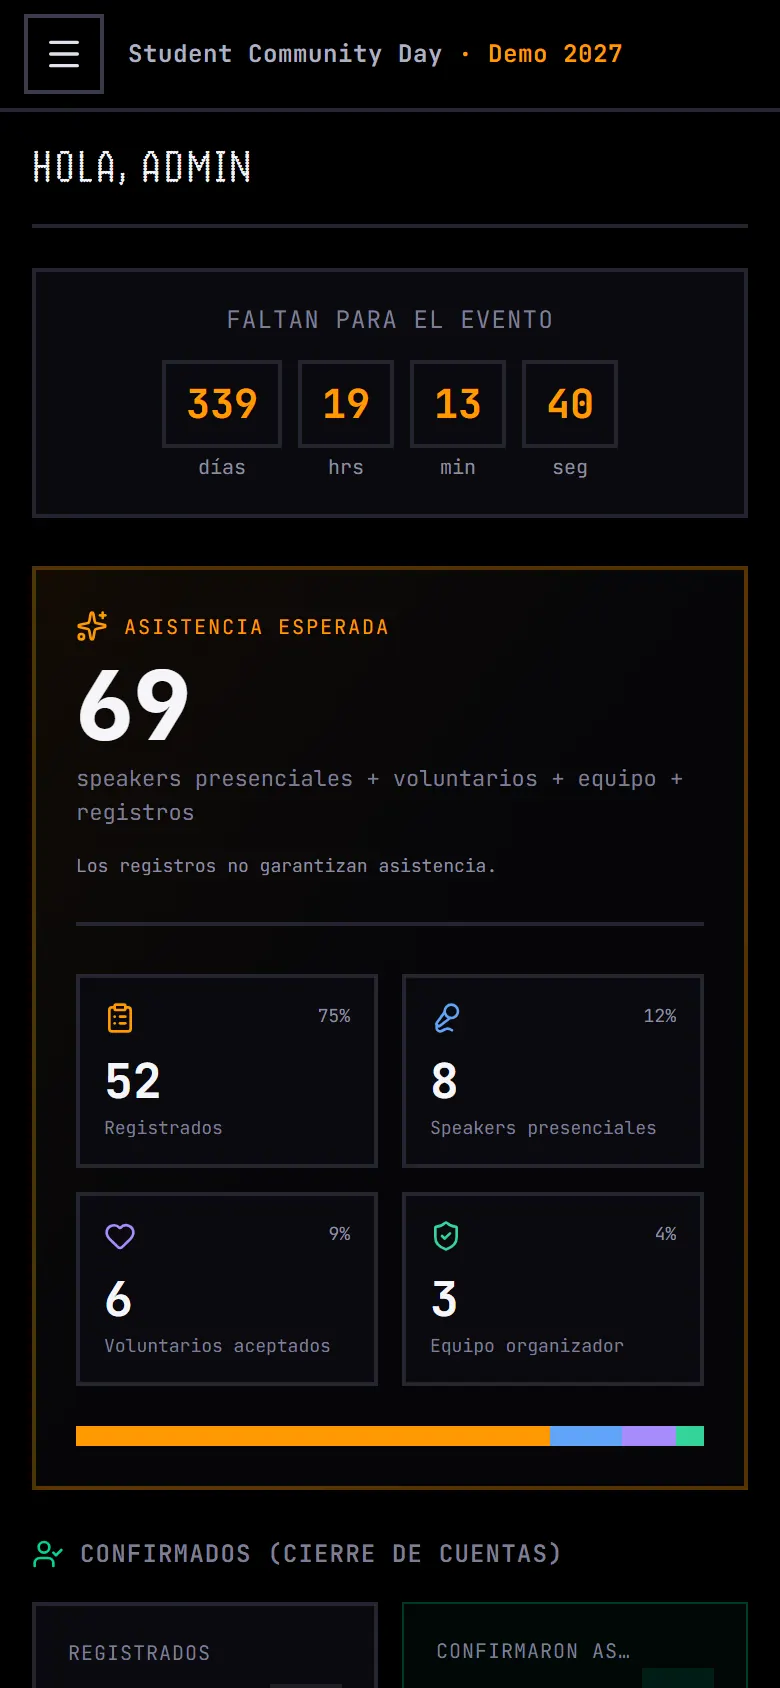 Student Community Day · Demo 2027
HOLA, ADMIN
FALTAN PARA EL EVENTO
339 19 13 40
días hrs min seg
ASISTENCIA ESPERADA
69
speakers presenciales + voluntarios + equipo +
registros
Los registros no garantizan asistencia.
75%
52
Registrados
12%
8
Speakers presenciales
9%
6
Voluntarios aceptados
4%
3
Equipo organizador
CONFIRMADOS (CIERRE DE CUENTAS)
REGISTRADOS
CONFIRMARON AS…